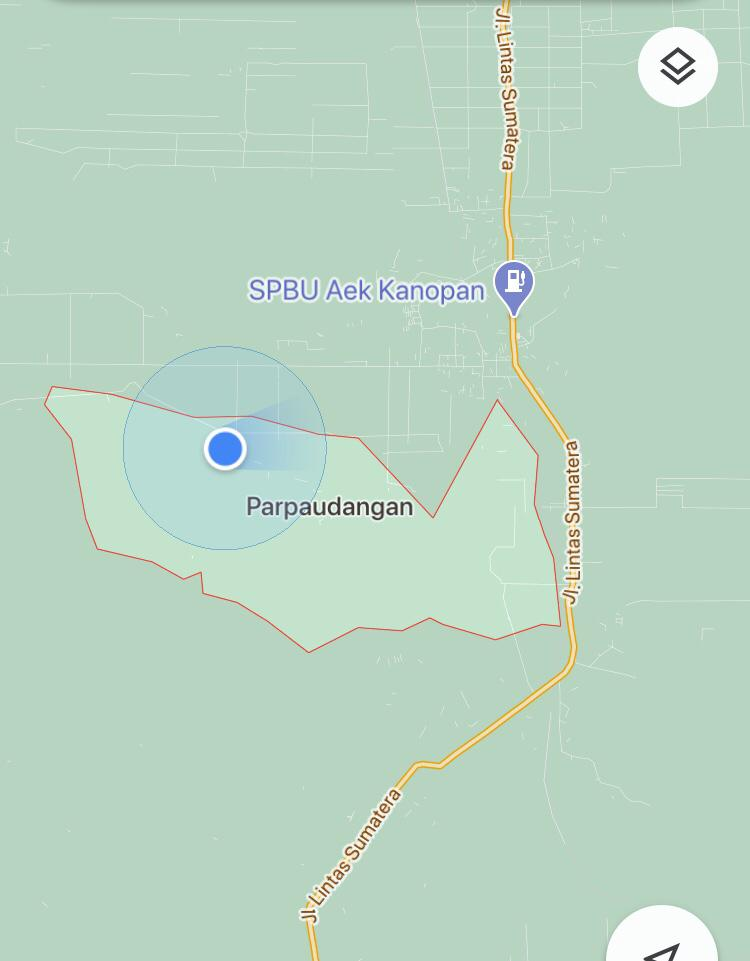 Jl. Lintas Sumatera
SPBU Aek Kanopan
Jl. Lintas Sumatera
Parpaudangan
Jl. Lintas Sumatera